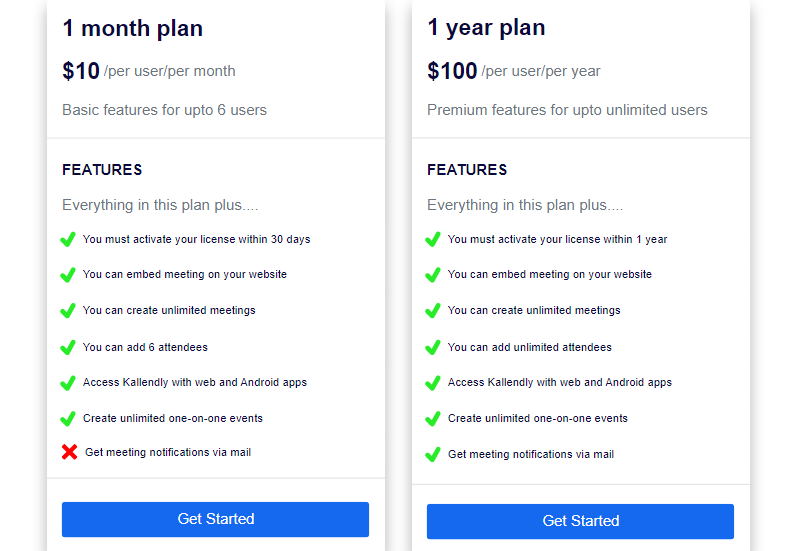 1 month plan
$10 /per user/per month
Basic features for upto 6 users
FEATURES
Everything in this plan plus....
You must activate your license within 30 days
You can embed meeting on your website
You can create unlimited meetings
You can add 6 attendees
Access Kallendly with web and Android apps
Create unlimited one-on-one events
Get meeting notifications via mail
Get Started
1 year plan
$100 /per user/per year
Premium features for upto unlimited users
FEATURES
Everything in this plan plus....
You must activate your license within 1 year
You can embed meeting on your website
You can create unlimited meetings
You can add unlimited attendees
Access Kallendly with web and Android apps
Create unlimited one-on-one events
Get meeting notifications via mail
Get Started